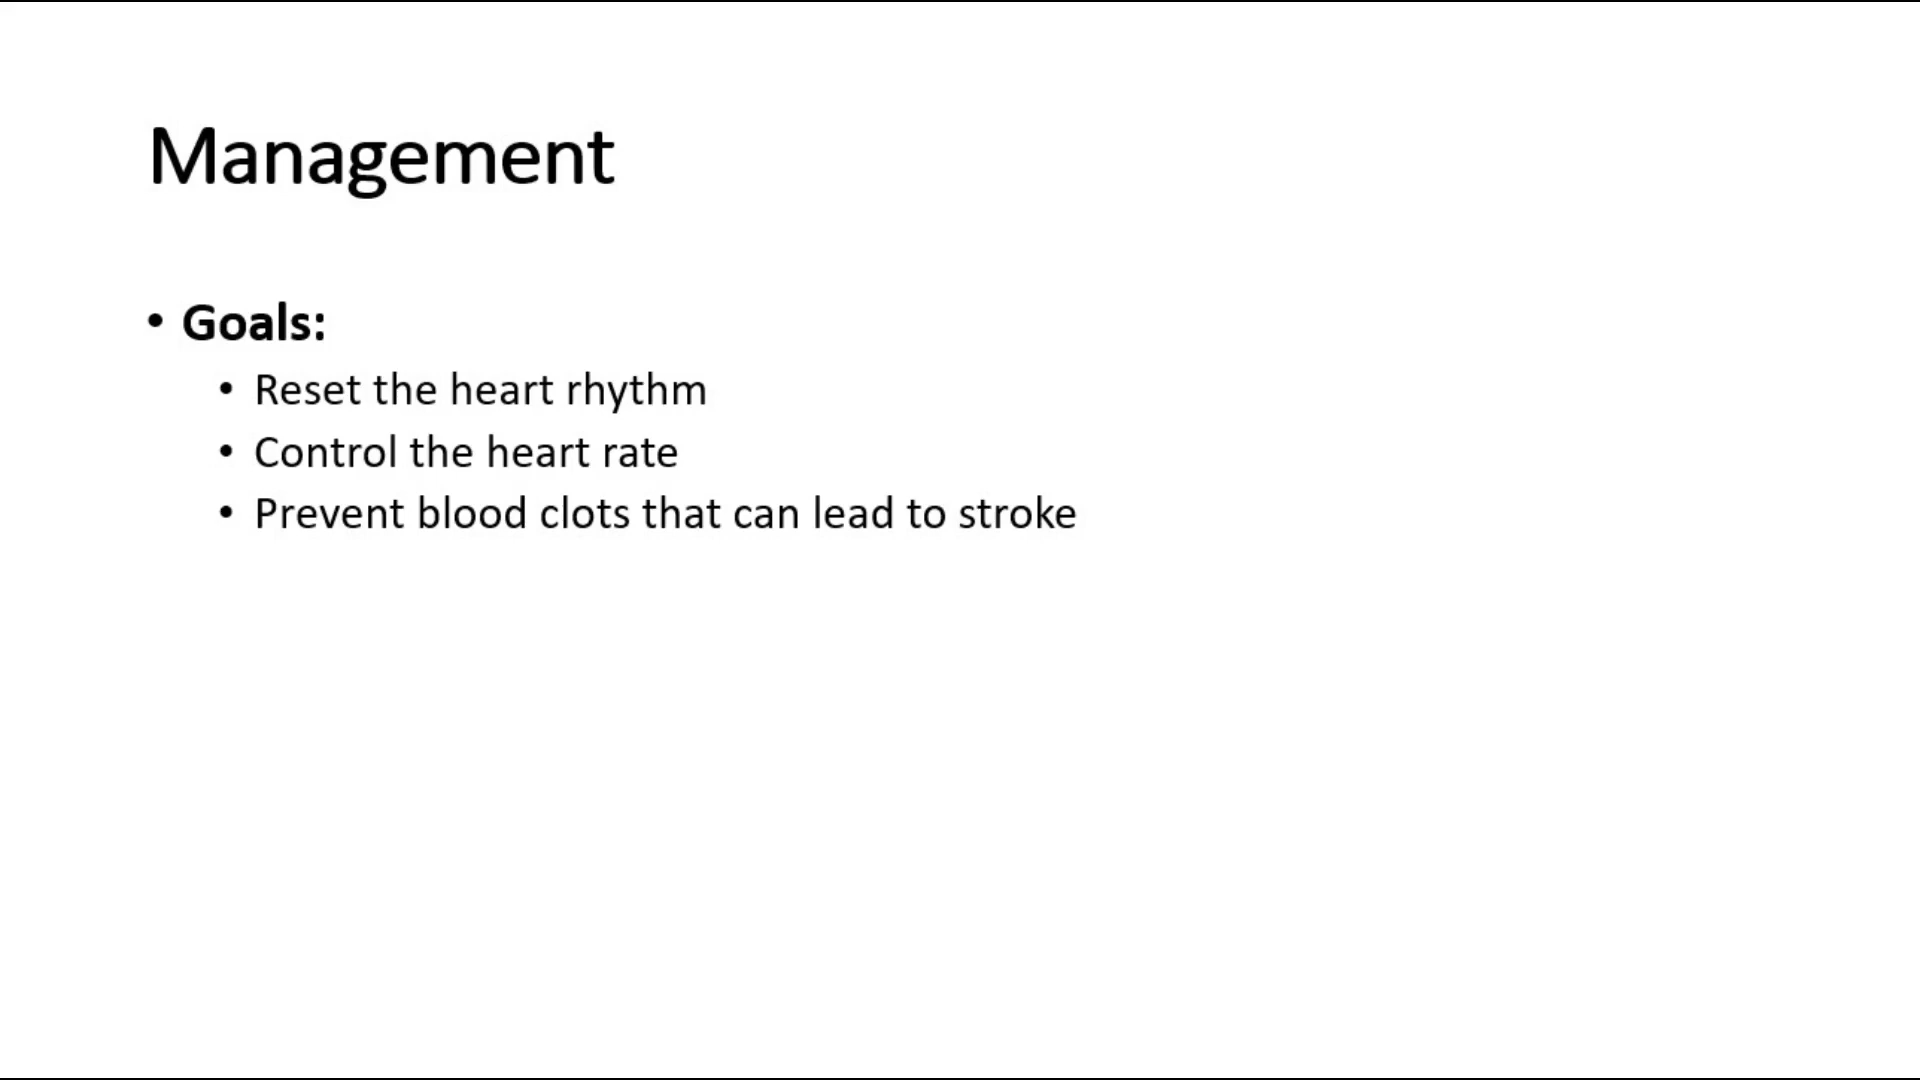 Management
• Goals:
• Reset the heart rhythm
• Control the heart rate
• Prevent blood clots that can lead to stroke